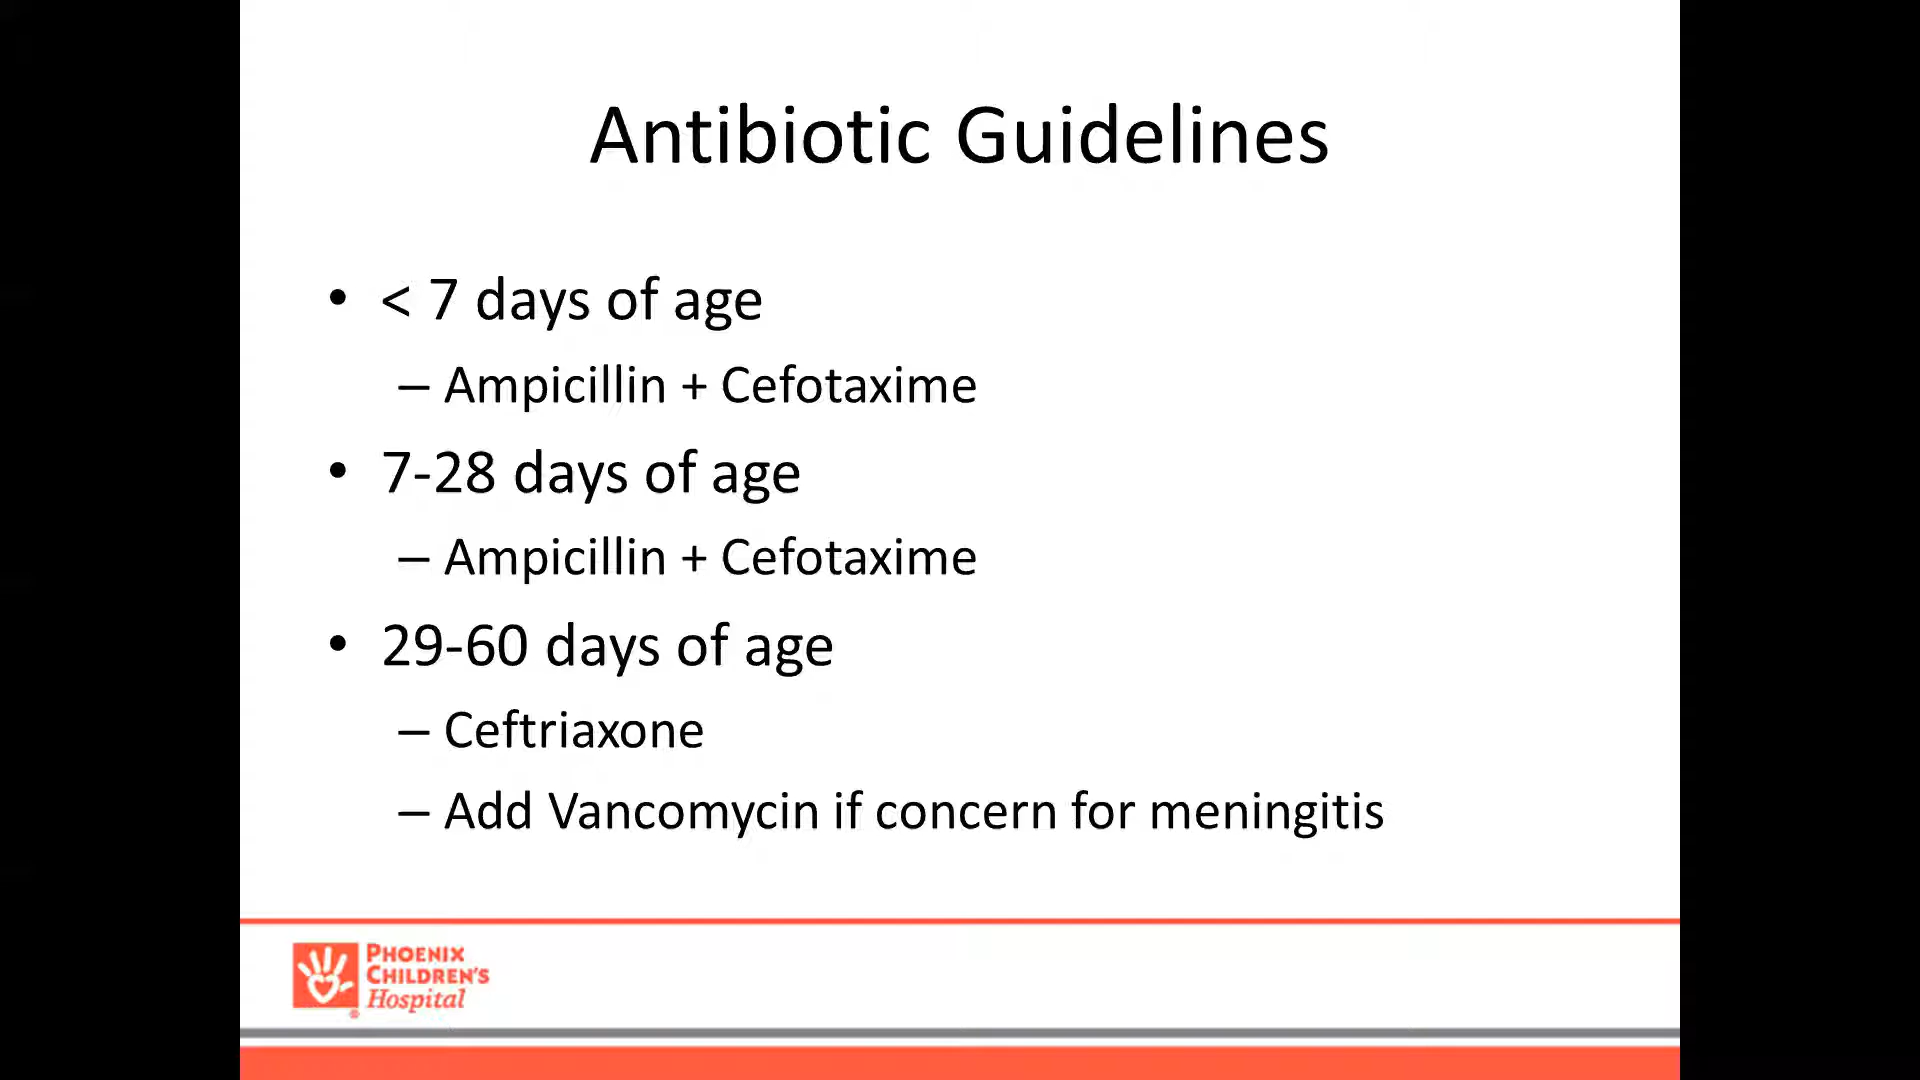 Antibiotic Guidelines
• < 7 days of age
– Ampicillin + Cefotaxime
• 7-28 days of age
– Ampicillin + Cefotaxime
• 29-60 days of age
– Ceftriaxone
– Add Vancomycin if concern for meningitis
PHOENIX
CHILDREN'S
Hospital
®